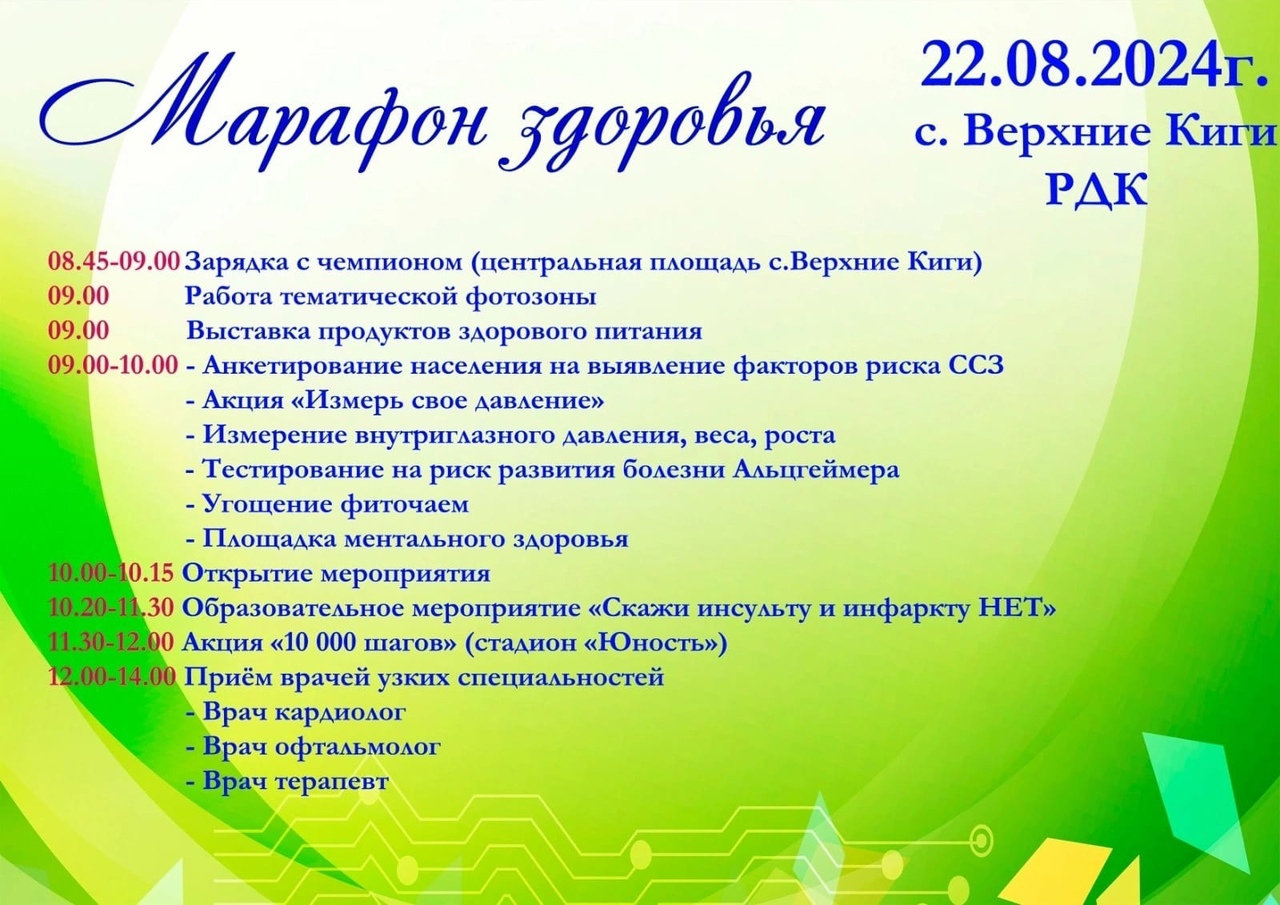 Марафон здоровья
22.08.2024г.
с. Верхние Киги
РДК
08.45-09.00 Зарядка с чемпионом (центральная площадь с.Верхние Киги)
09.00 Работа тематической фотозоны
09.00 Выставка продуктов здорового питания
09.00-10.00 - Анкетирование населения на выявление факторов риска ССЗ
- Акция «Измерь свое давление»
- Измерение внутриглазного давления, веса, роста
- Тестирование на риск развития болезни Альцгеймера
- Угощение фиточаем
- Площадка ментального здоровья
10.00-10.15 Открытие мероприятия
10.20-11.30 Образовательное мероприятие «Скажи инсульту и инфаркту НЕТ»
11.30-12.00 Акция «10 000 шагов» (стадион «Юность»)
12.00-14.00 Приём врачей узких специальностей
- Врач кардиолог
- Врач офтальмолог
- Врач терапевт